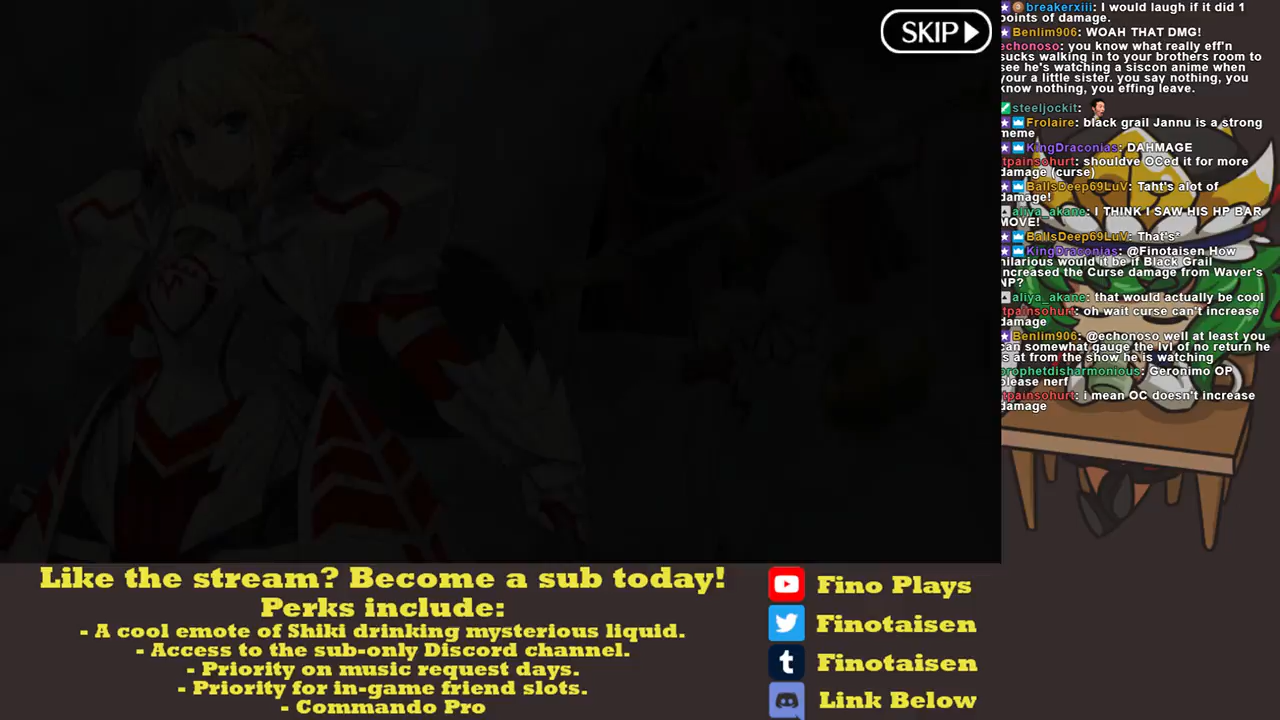 SKIP
breakerxiii: I would laugh if it did 1
points of damage.
Benlim906: WOAH THAT DMG!
echonoso: you know what really eff'n
sucks walking in to your brothers room to
see he's watching a siscon anime when
your a little sister. you say nothing, you
know nothing, you effing leave.
steeljockit:
Frolaire: black grail Jannu is a strong
meme
KingDraconias: DAHMAGE
tpainsohurt: shouldve OCed it for more
damage (curse)
BallsDeep69LuV: Taht's alot of
damage!
aliya_akane: I THINK I SAW HIS HP BAR
MOVE!
BallsDeep69LuV: That's*
KingDraconias: @Finotaisen How
hilarious would it be if Black Grail
increased the Curse damage from Waver's
NP?
aliya_akane: that would actually be cool
tpainsohurt: oh wait curse can't increase
damage
Benlim906: @echonoso well at least you
can somewhat gauge the lvl of no return he
is at from the show he is watching
prophetdisharmonious: Geronimo OP
please nerf
tpainsohurt: i mean OC doesn't increase
damage
Like the stream? Become a sub today!
Perks include:
- A cool emote of Shiki drinking mysterious liquid.
- Access to the sub-only Discord channel.
- Priority on music request days.
- Priority for in-game friend slots.
- Commando Pro
Fino Plays
Finotaisen
Finotaisen
Link Below